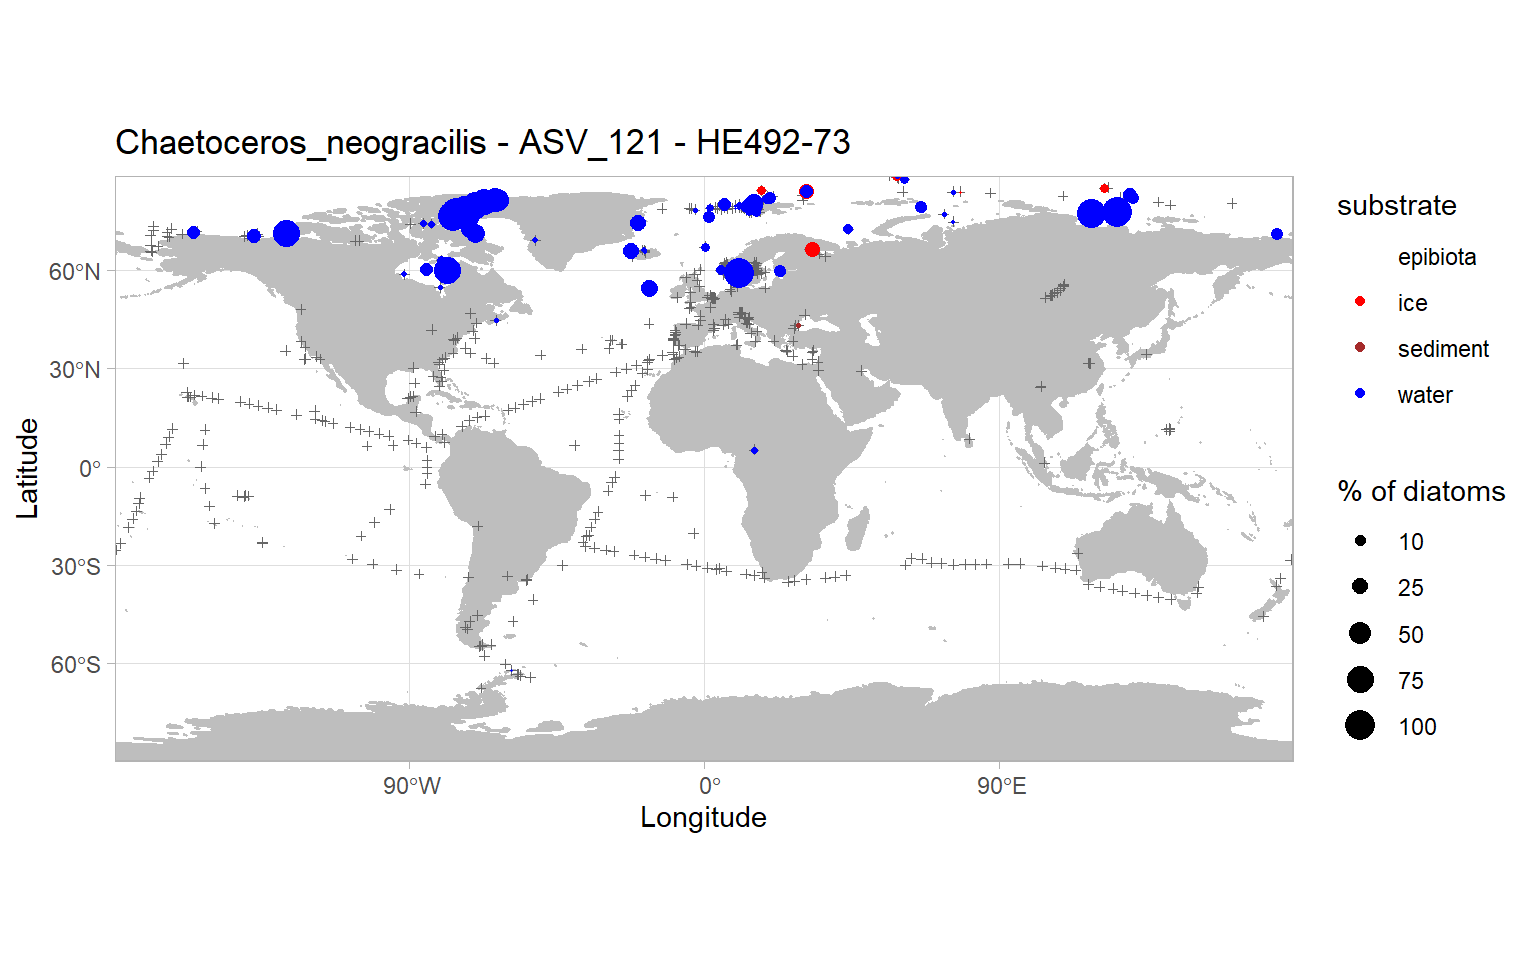 Chaetoceros_neogracilis - ASV_121 - HE492-73
substrate
epibiota
ice
sediment
water
% of diatoms
10
25
50
75
100
Latitude
60°N
30°N
0°
30°S
60°S
90°W
0°
90°E
Longitude